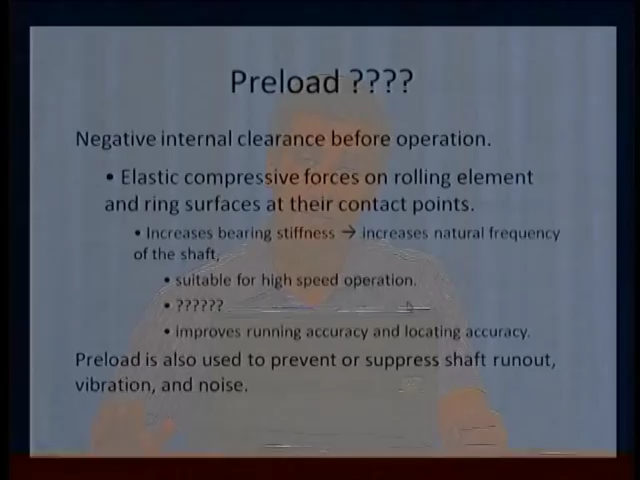 Preload ????
Negative internal clearance before operation.
• Elastic compressive forces on rolling element
and ring surfaces at their contact points.
• Increases bearing stiffness → increases natural frequency
of the shaft,
• suitable for high speed operation.
• ??????
• improves running accuracy and locating accuracy.
Preload is also used to prevent or suppress shaft runout,
vibration, and noise.